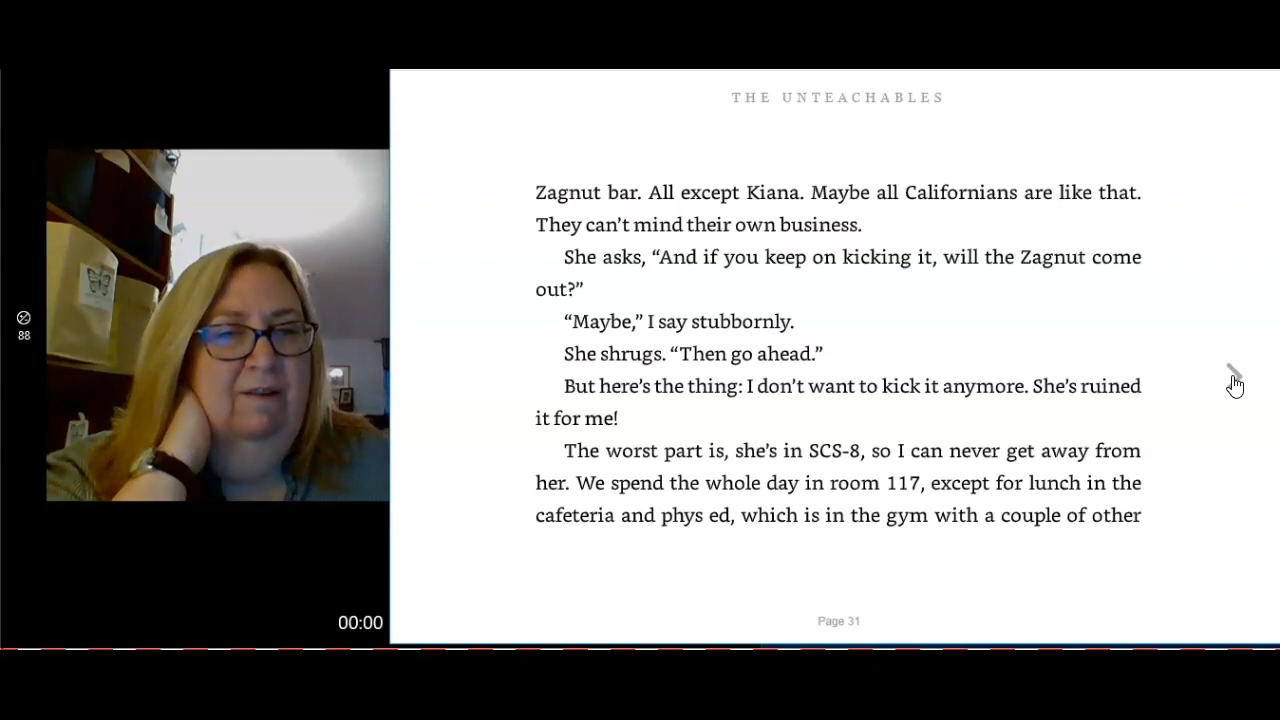 THE UNTEACHABLES
Zagnut bar. All except Kiana. Maybe all Californians are like that.
They can’t mind their own business.
She asks, “And if you keep on kicking it, will the Zagnut come
out?”
“Maybe,” I say stubbornly.
She shrugs. “Then go ahead.”
But here’s the thing: I don’t want to kick it anymore. She’s ruined
it for me!
The worst part is, she’s in SCS-8, so I can never get away from
her. We spend the whole day in room 117, except for lunch in the
cafeteria and phys ed, which is in the gym with a couple of other
Page 31
88
00:00